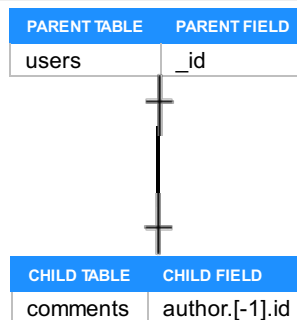 PARENT TABLE PARENT FIELD
users _id
CHILD TABLE CHILD FIELD
comments author.[-1].id